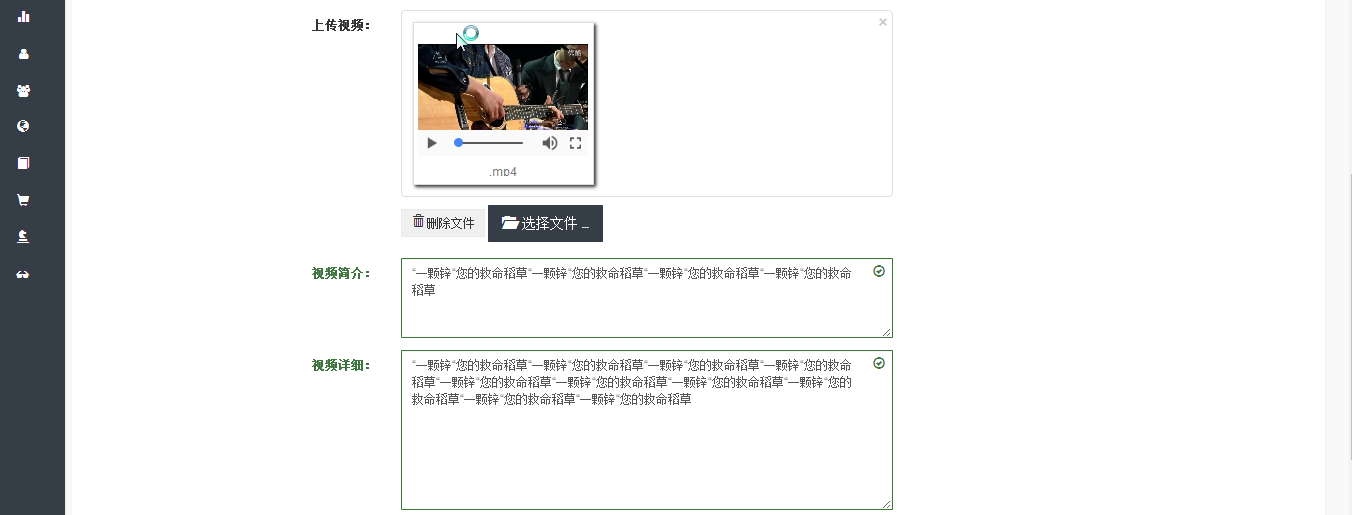 上传视频：
×
优酷
.mp4
删除文件
选择文件 ...
视频简介：
“一颗锌“您的救命稻草“一颗锌“您的救命稻草“一颗锌“您的救命稻草“一颗锌“您的救命
稻草
视频详细：
“一颗锌“您的救命稻草“一颗锌“您的救命稻草“一颗锌“您的救命稻草“一颗锌“您的救命
稻草“一颗锌“您的救命稻草“一颗锌“您的救命稻草“一颗锌“您的救命稻草“一颗锌“您的
救命稻草“一颗锌“您的救命稻草“一颗锌“您的救命稻草